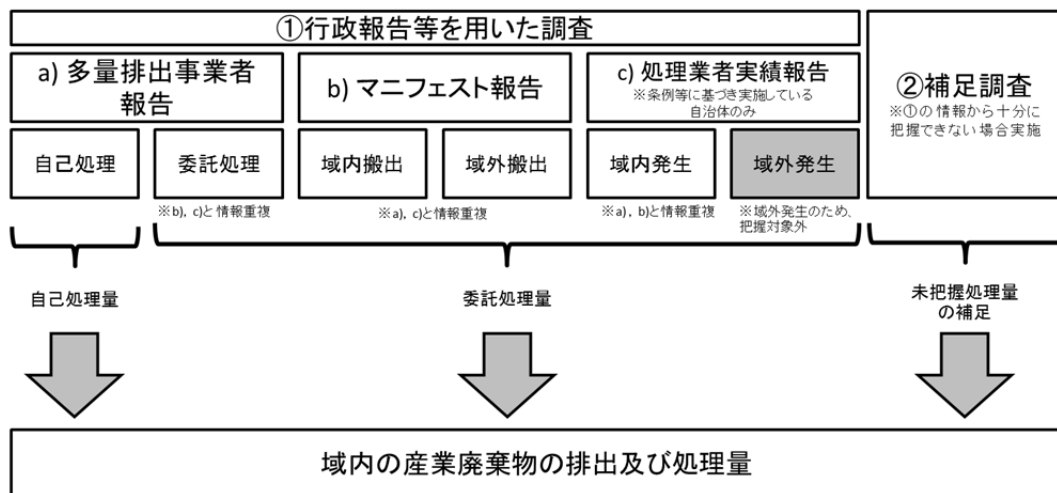 ①行政報告等を用いた調査
a) 多量排出事業者
報告
b) マニフェスト報告
c) 処理業者実績報告
※条例等に基づき実施している
自治体のみ
②補足調査
※①の情報から十分に
把握できない場合実施
自己処理
委託処理
域内搬出
域外搬出
域内発生
域外発生
※b), c)と情報重複
※a), c)と情報重複
※a), b)と情報重複
※域外発生のため、
把握対象外
自己処理量
委託処理量
未把握処理量
の補足
域内の産業廃棄物の排出及び処理量